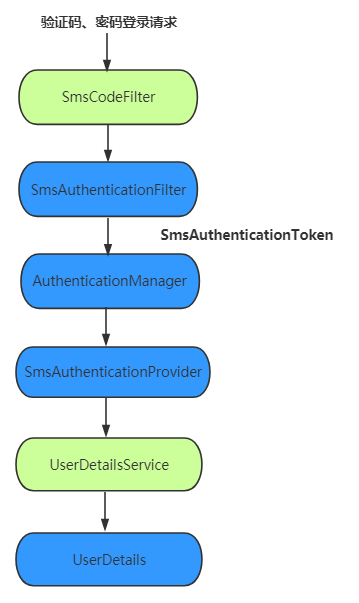 验证码、密码登录请求
SmsCodeFilter
SmsAuthenticationFilter
SmsAuthenticationToken
AuthenticationManager
SmsAuthenticationProvider
UserDetailsService
UserDetails